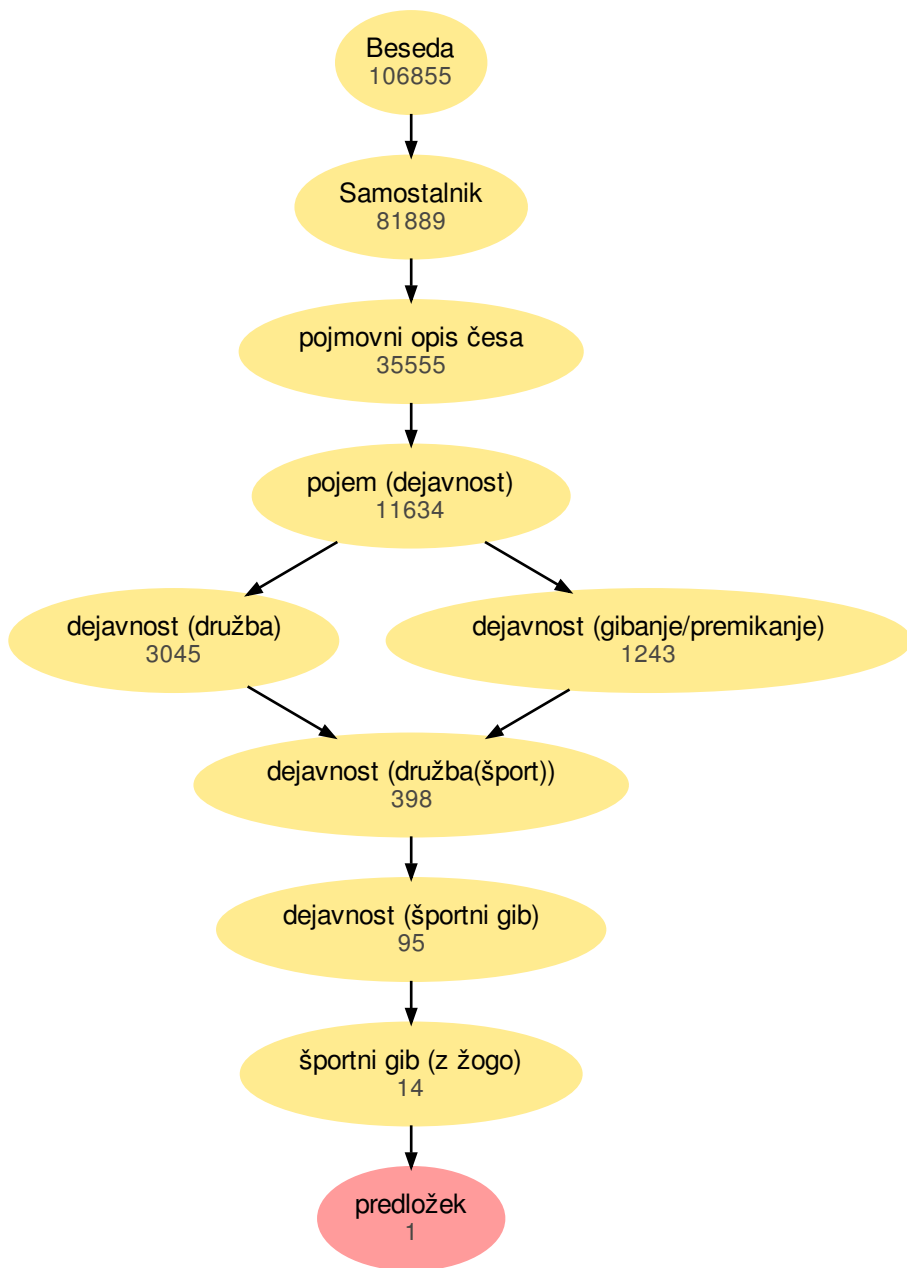 Beseda
106855
Samostalnik
81889
pojmovni opis česa
35555
pojem (dejavnost)
11634
dejavnost (družba)
3045
dejavnost (gibanje/premikanje)
1243
dejavnost (družba(šport))
398
dejavnost (športni gib)
95
športni gib (z žogo)
14
predložek
1